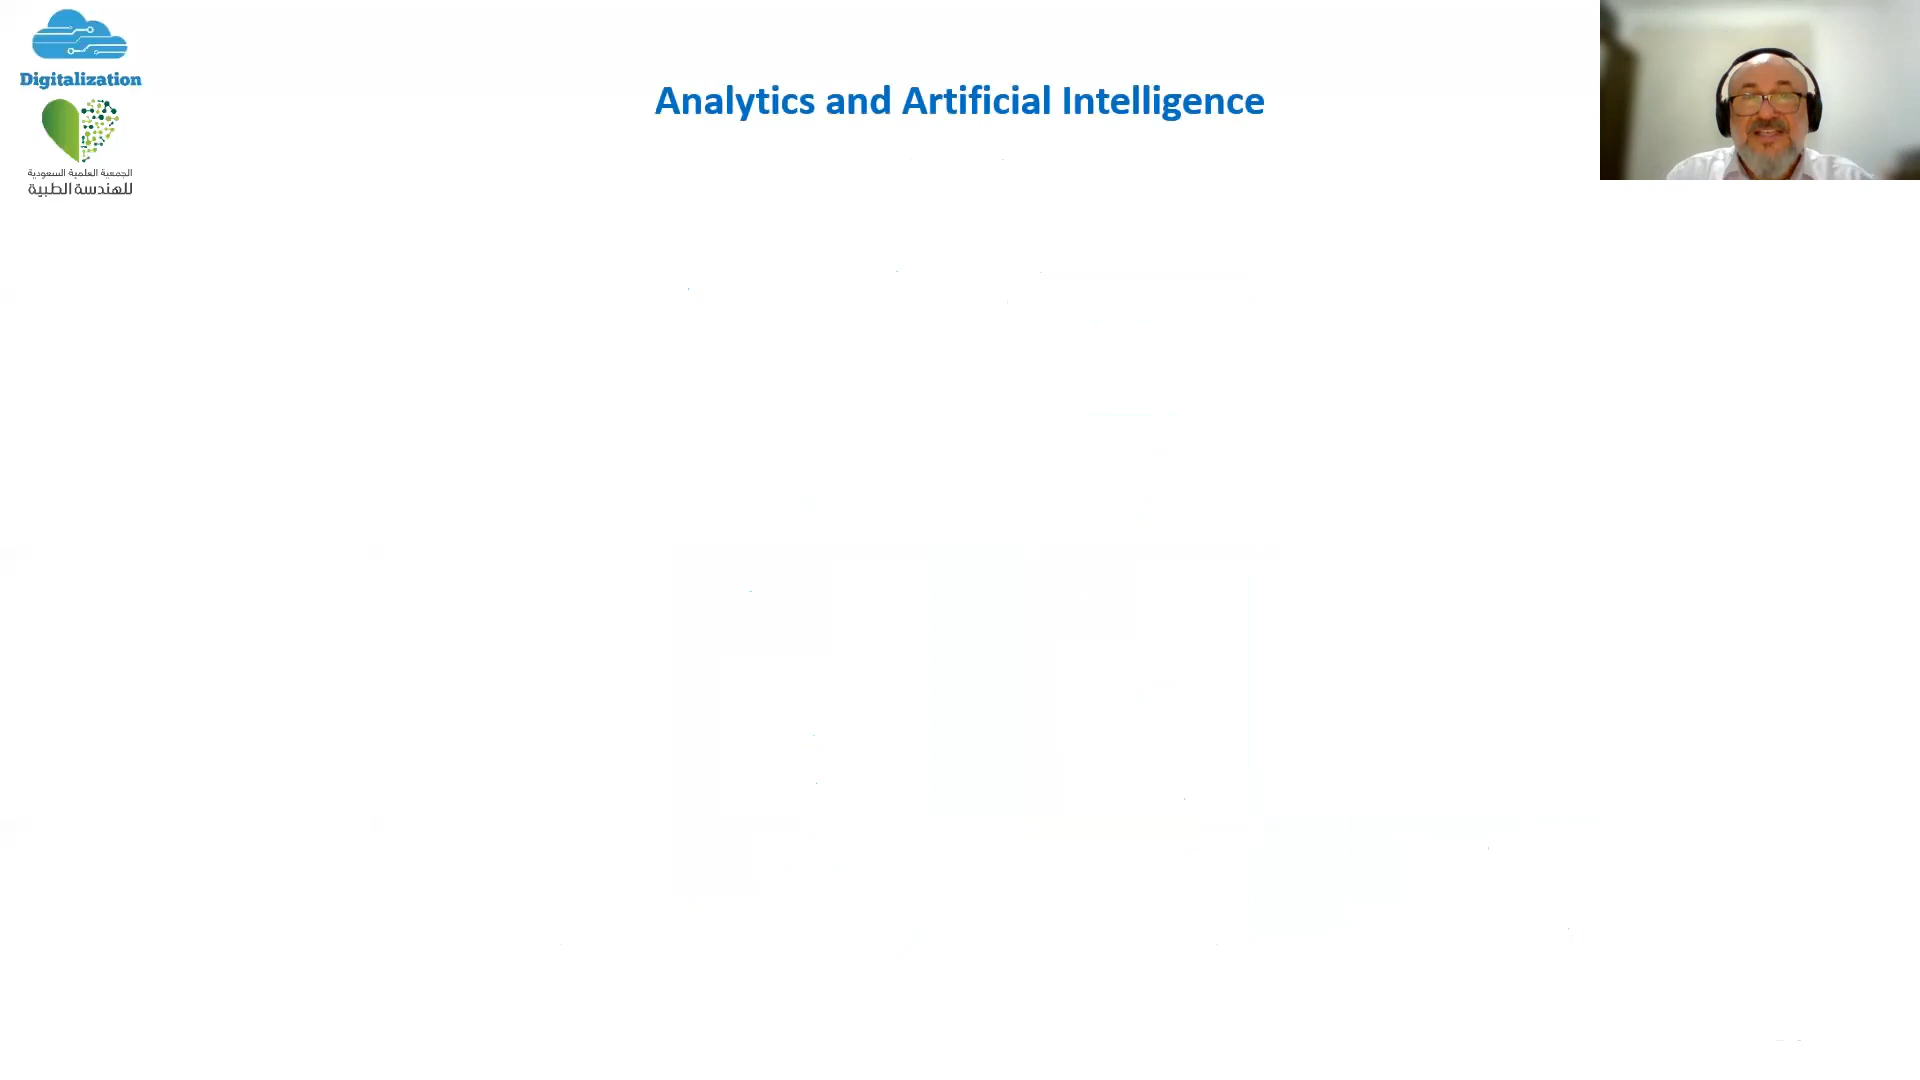 Digitalization
الجمعية العلمية السعودية
للهندسة الطبية
Analytics and Artificial Intelligence